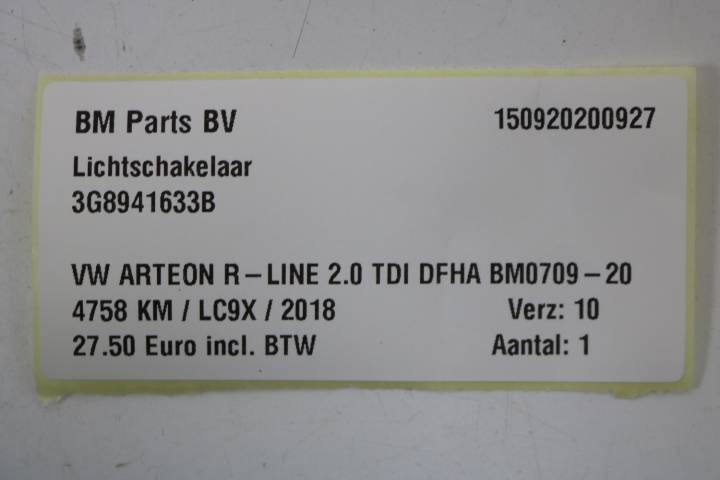 BM Parts BV 150920200927
Lichtschakelaar
3G8941633B
VW ARTEON R-LINE 2.0 TDI DFHA BM0709-20
4758 KM / LC9X / 2018 Verz: 10
27.50 Euro incl. BTW Aantal: 1